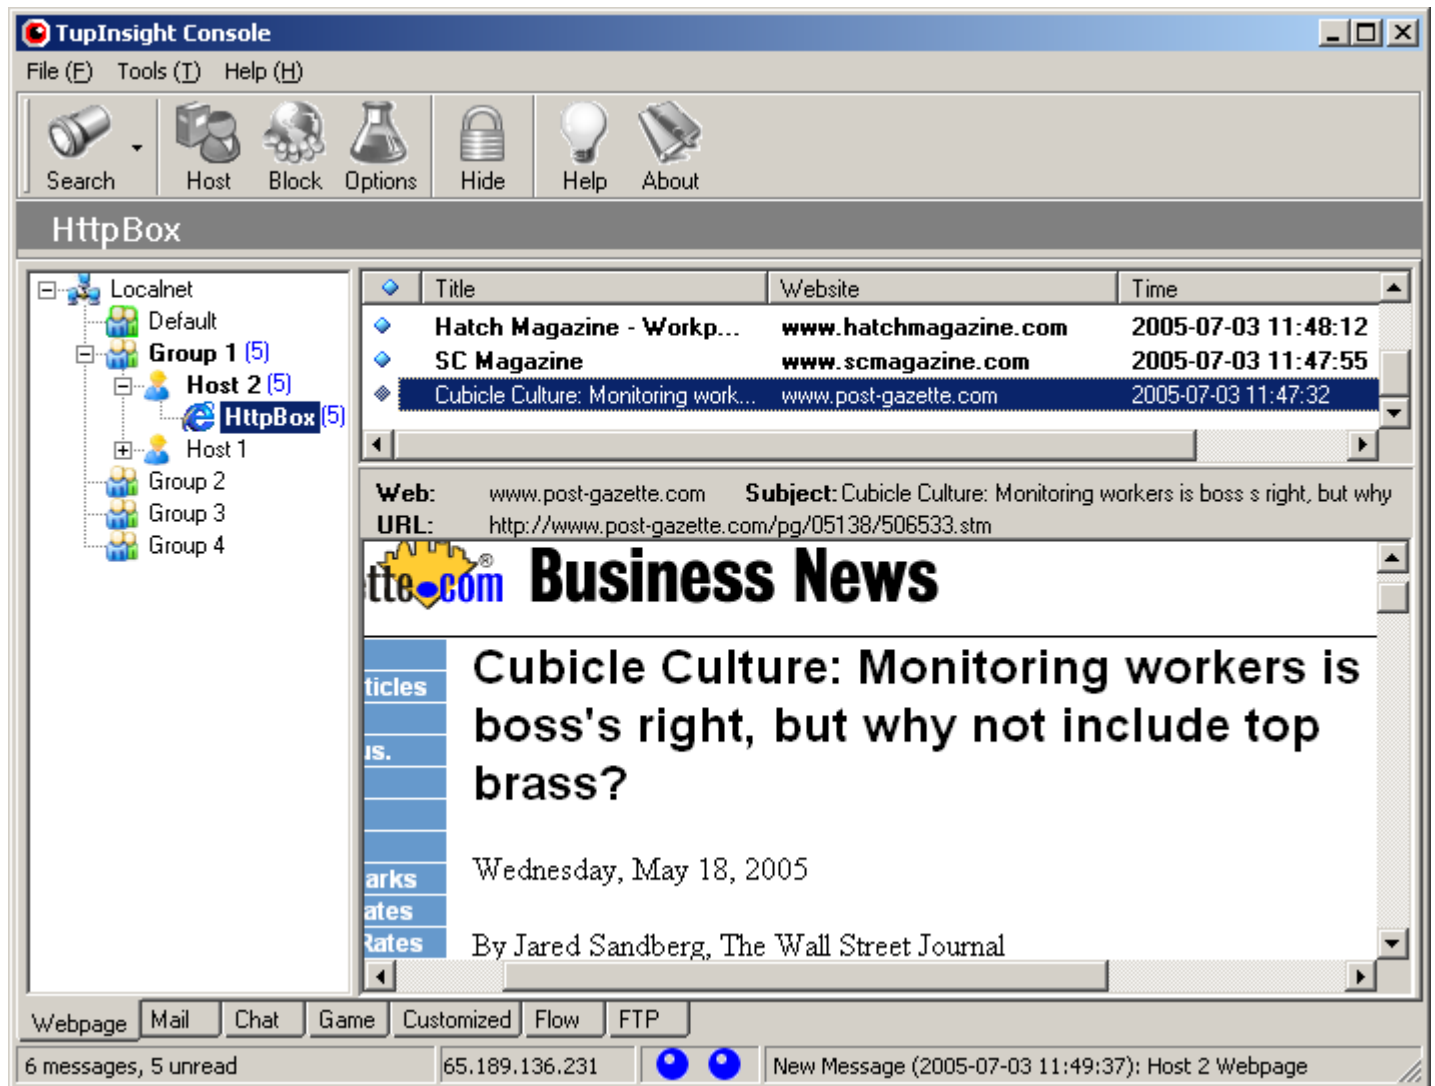 TupInsight Console
File (F) Tools (T) Help (H)
Search Host Block Options Hide Help About
HttpBox
Localnet
Default
Group 1 (5)
Host 2 (5)
HttpBox (5)
Host 1
Group 2
Group 3
Group 4
Title Website Time
Hatch Magazine - Workp... www.hatchmagazine.com 2005-07-03 11:48:12
SC Magazine www.scmagazine.com 2005-07-03 11:47:55
Cubicle Culture: Monitoring work... www.post-gazette.com 2005-07-03 11:47:32
Web: www.post-gazette.com Subject: Cubicle Culture: Monitoring workers is boss s right, but why
URL: http://www.post-gazette.com/pg/05138/506533.stm
ette.com® Business News
ticles
us.
arks
ates
Rates
Cubicle Culture: Monitoring workers is
boss's right, but why not include top
brass?
Wednesday, May 18, 2005
By Jared Sandberg, The Wall Street Journal
Webpage Mail Chat Game Customized Flow FTP
6 messages, 5 unread 65.189.136.231 New Message (2005-07-03 11:49:37): Host 2 Webpage